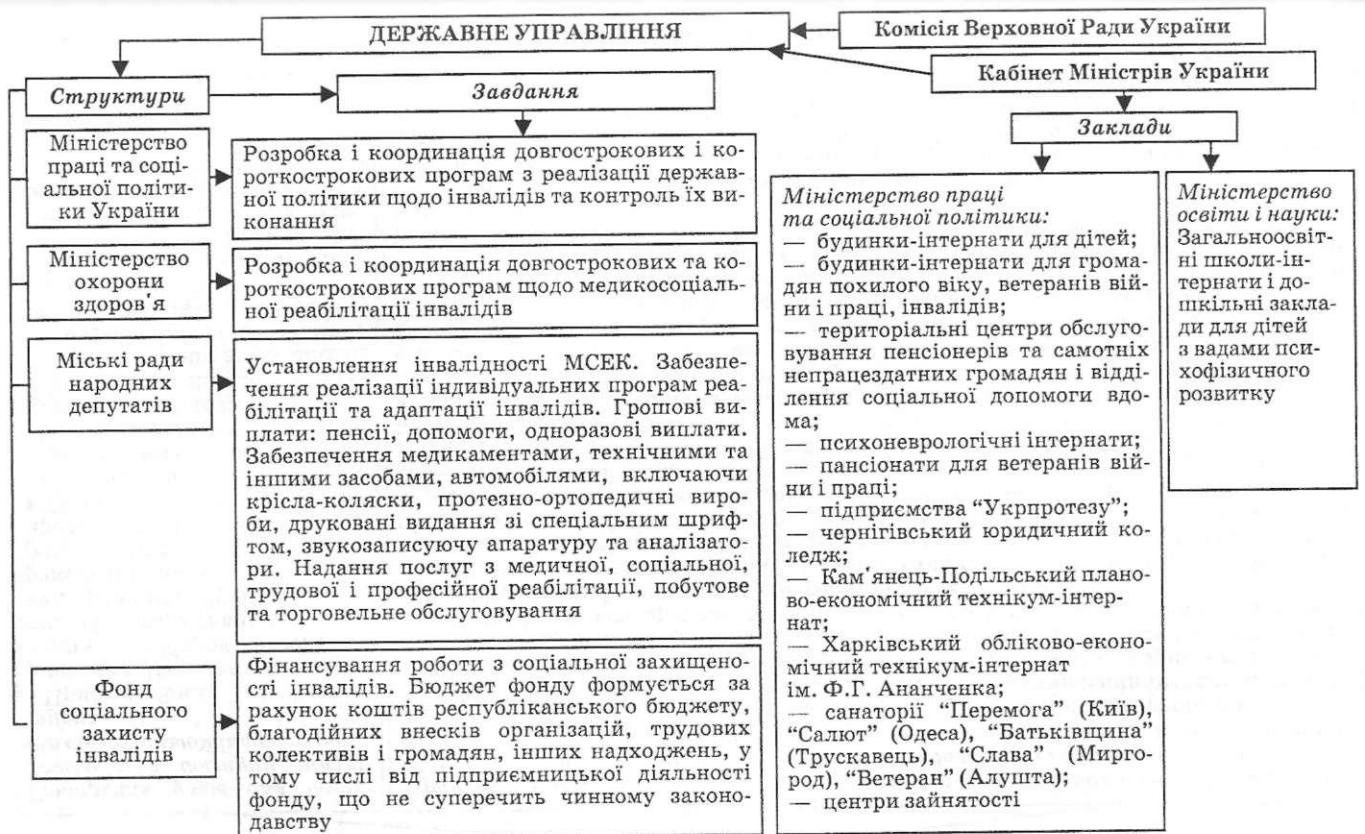 ДЕРЖАВНЕ УПРАВЛІННЯ
Комісія Верховної Ради України
Кабінет Міністрів України
Структури
Завдання
Заклади
Міністерство
праці та соці-
альної політи-
ки України
Розробка і координація довгострокових і ко-
роткострокових програм з реалізації держав-
ної політики щодо інвалідів та контроль їх ви-
конання
Міністерство
охорони
здоров'я
Розробка і координація довгострокових та ко-
роткострокових програм щодо медикосоціаль-
ної реабілітації інвалідів
Міські ради
народних
депутатів
Установлення інвалідності МСЕК. Забезпе-
чення реалізації індивідуальних програм реа-
білітації та адаптації інвалідів. Грошові ви-
плати: пенсії, допомоги, одноразові виплати.
Забезпечення медикаментами, технічними та
іншими засобами, автомобілями, включаючи
крісла-коляски, протезно-ортопедичні виро-
би, друковані видання зі спеціальним шриф-
том, звукозаписуючу апаратуру та аналізато-
ри. Надання послуг з медичної, соціальної,
трудової і професійної реабілітації, побутове
та торговельне обслуговування
Фонд
соціального
захисту
інвалідів
Фінансування роботи з соціальної захищено-
сті інвалідів. Бюджет фонду формується за
рахунок коштів республіканського бюджету,
благодійних внесків організацій, трудових
колективів і громадян, інших надходжень, у
тому числі від підприємницької діяльності
фонду, що не суперечить чинному законо-
давству
Міністерство праці
та соціальної політики:
— будинки-інтернати для дітей;
— будинки-інтернати для грома-
дян похилого віку, ветеранів вій-
ни і праці, інвалідів;
— територіальні центри обслуго-
вування пенсіонерів та самотніх
непрацездатних громадян і відді-
лення соціальної допомоги вдо-
ма;
— психоневрологічні інтернати;
— пансіонати для ветеранів вій-
ни і праці;
— підприємства “Укрпротезу”;
— чернігівський юридичний ко-
ледж;
— Кам'янець-Подільський плано-
во-економічний технікум-інтер-
нат;
— Харківський обліково-еконо-
мічний технікум-інтернат
ім. Ф.Г. Ананченка;
— санаторії “Перемога” (Київ),
“Салют” (Одеса), “Батьківщина”
(Трускавець), “Слава” (Мирго-
род), “Ветеран” (Алушта);
— центри зайнятості
Міністерство
освіти і науки:
Загальноосвіт-
ні школи-ін-
тернати і до-
шкільні закла-
ди для дітей
з вадами пси-
хофізичного
розвитку